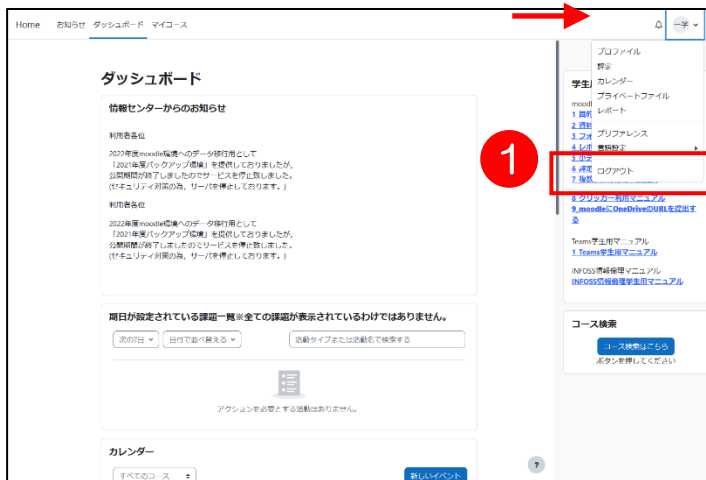 Home お知らせ ダッシュボード マイコース
一学
プロファイル
評定
カレンダー
プライベートファイル
レポート
プリファレンス
言語設定
ログアウト
1
ダッシュボード
情報センターからのお知らせ
利用者各位
2022年度moodle環境へのデータ移行用として
「2021年度バックアップ環境」を提供しておりましたが,
公開期間が終了しましたのでサービスを停止致しました。
(セキュリティ対策の為, サーバを停止しております。)
利用者各位
2022年度moodle環境へのデータ移行用として
「2021年度バックアップ環境」を提供しておりましたが,
公開期間が終了しましたのでサービスを停止致しました。
(セキュリティ対策の為, サーバを停止しております。)
期日が設定されている課題一覧※全ての課題が表示されているわけではありません。
次の7日 日付で並べ替える 活動タイプまたは活動名で検索する
アクションを必要とする活動はありません。
カレンダー
すべてのコース 新しいイベント
8 クリッカー利用マニュアル
9_moodleにOneDriveのURLを提出す
る
Teams学生用マニュアル
1 Teams学生用マニュアル
INFOSS情報倫理マニュアル
INFOSS情報倫理学生用マニュアル
コース検索
コース検索はこちら
ボタンを押してください
?